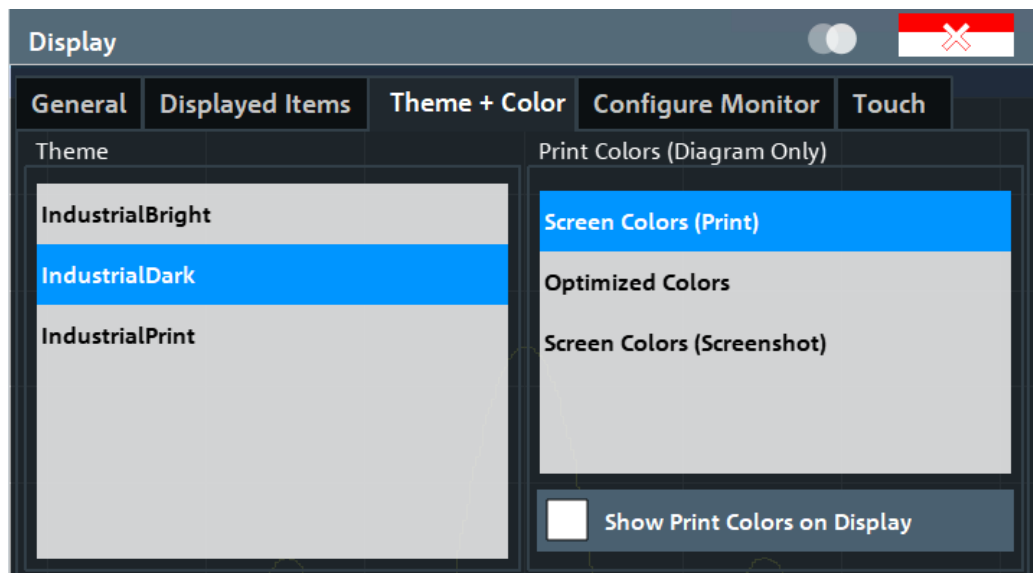 Display
General Displayed Items Theme + Color Configure Monitor Touch
Theme
IndustrialBright
IndustrialDark
IndustrialPrint
Print Colors (Diagram Only)
Screen Colors (Print)
Optimized Colors
Screen Colors (Screenshot)
Show Print Colors on Display